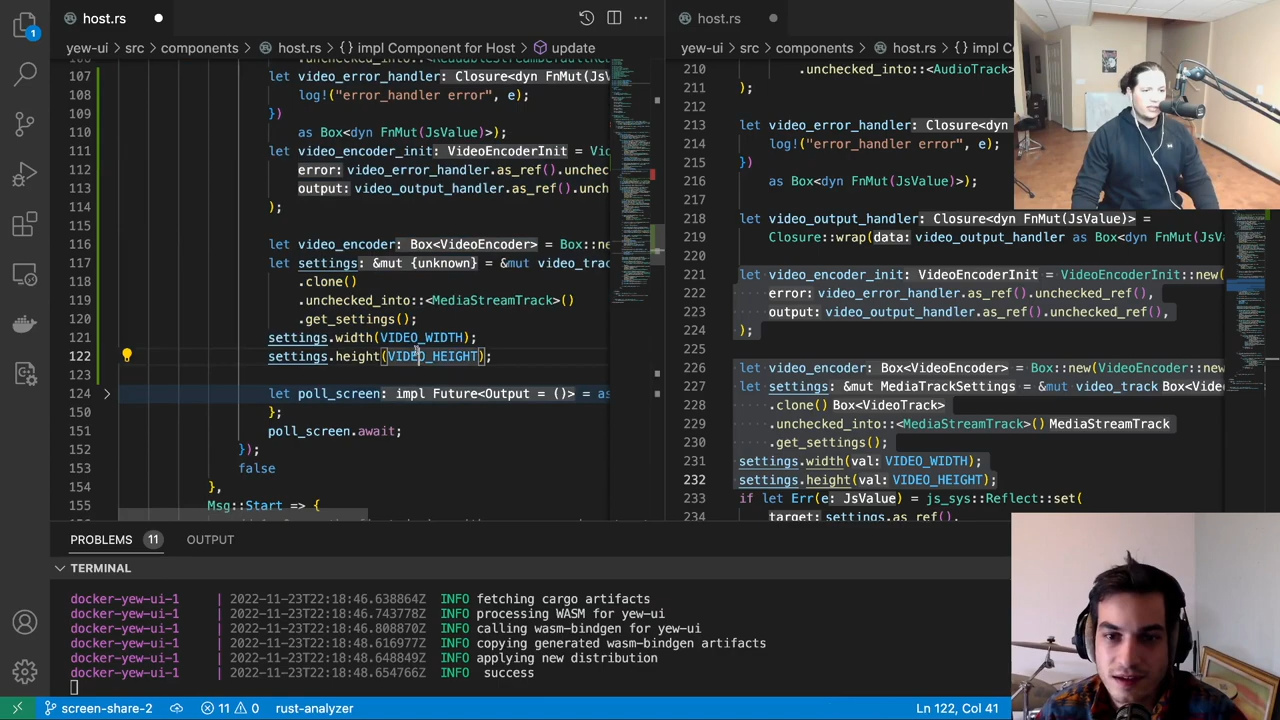 host.rs
yew-ui > src > components > host.rs > {} impl Component for Host > update
107 let video_error_handler: Closure<dyn FnMut(JsV
108 log!("error_handler error", e);
109 })
110 as Box<dyn FnMut(JsValue)>);
111 let video_encoder_init: VideoEncoderInit = Vid
112 error: video_error_handler.as_ref().unchec
113 output: video_output_handler.as_ref().unch
114 );
115
116 let video_encoder: Box<VideoEncoder> = Box::ne
117 let settings: &mut {unknown} = &mut video_trac
118 .clone()
119 .unchecked_into::<MediaStreamTrack>()
120 .get_settings();
121 settings.width(VIDEO_WIDTH);
122 settings.height(VIDEO_HEIGHT);
123
124 let poll_screen: impl Future<Output = ()> = as
150 };
151 poll_screen.await;
152 });
153 false
154 },
155 Msg::Start => {
host.rs
yew-ui > src > components > host.rs > {} impl Co
210 .unchecked_into::<AudioTrack>()
211 );
212
213 let video_error_handler: Closure<dyn
214 log!("error_handler error", e);
215 })
216 as Box<dyn FnMut(JsValue)>);
217
218 let video_output_handler: Closure<dyn FnMut(JsValue)> =
219 Closure::wrap(data: video_output_handler as Box<dyn FnMut(JsV
220
221 let video_encoder_init: VideoEncoderInit = VideoEncoderInit::new(
222 error: video_error_handler.as_ref().unchecked_ref(),
223 output: video_output_handler.as_ref().unchecked_ref(),
224 );
225
226 let video_encoder: Box<VideoEncoder> = Box::new(VideoEncoder::new
227 let settings: &mut MediaTrackSettings = &mut video_track Box<Vide
228 .clone() Box<VideoTrack>
229 .unchecked_into::<MediaStreamTrack>() MediaStreamTrack
230 .get_settings();
231 settings.width(val: VIDEO_WIDTH);
232 settings.height(val: VIDEO_HEIGHT);
233 if let Err(e: JsValue) = js_sys::Reflect::set(
234 target: settings.as_ref(),
PROBLEMS 11 OUTPUT
TERMINAL
docker-yew-ui-1 | 2022-11-23T22:18:46.638864Z INFO fetching cargo artifacts
docker-yew-ui-1 | 2022-11-23T22:18:46.743778Z INFO processing WASM for yew-ui
docker-yew-ui-1 | 2022-11-23T22:18:46.808870Z INFO calling wasm-bindgen for yew-ui
docker-yew-ui-1 | 2022-11-23T22:18:48.616977Z INFO copying generated wasm-bindgen artifacts
docker-yew-ui-1 | 2022-11-23T22:18:48.648849Z INFO applying new distribution
docker-yew-ui-1 | 2022-11-23T22:18:48.654766Z INFO success
1
screen-share-2 11 0 rust-analyzer Ln 122, Col 41